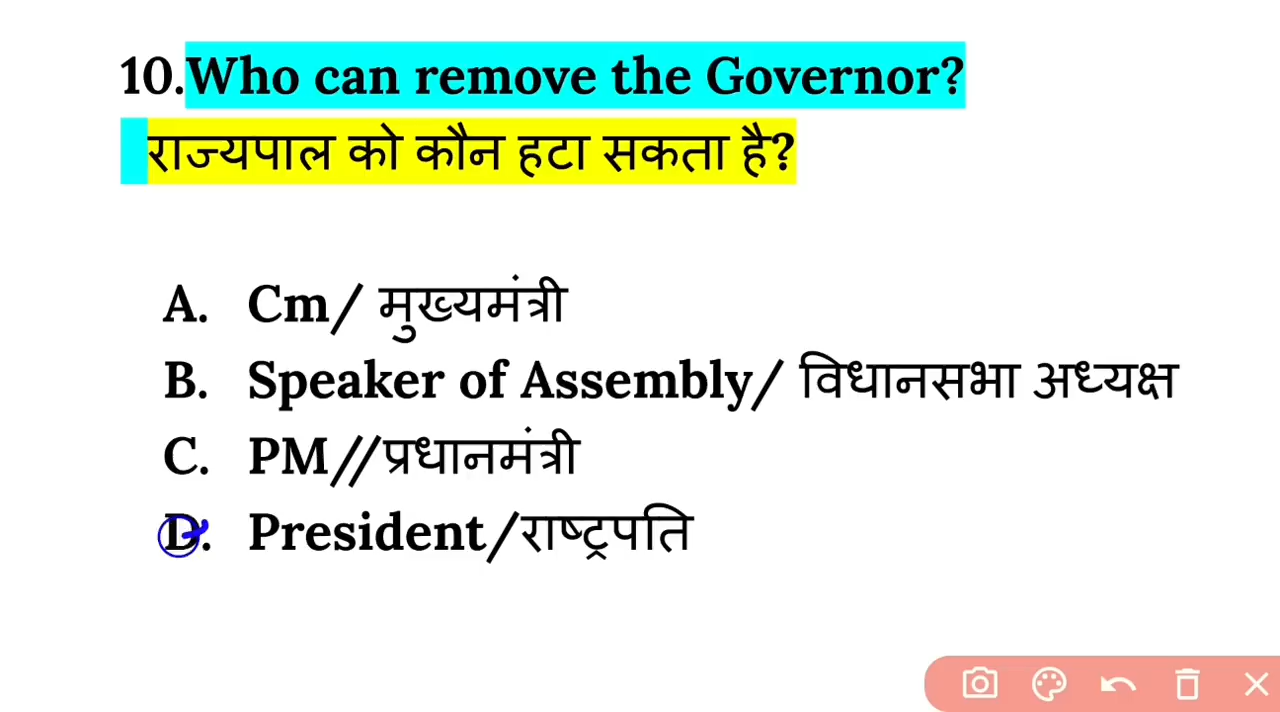 10.Who can remove the Governor?
राज्यपाल को कौन हटा सकता है?
A. Cm/ मुख्यमंत्री
B. Speaker of Assembly/ विधानसभा अध्यक्ष
C. PM//प्रधानमंत्री
D. President/राष्ट्रपति